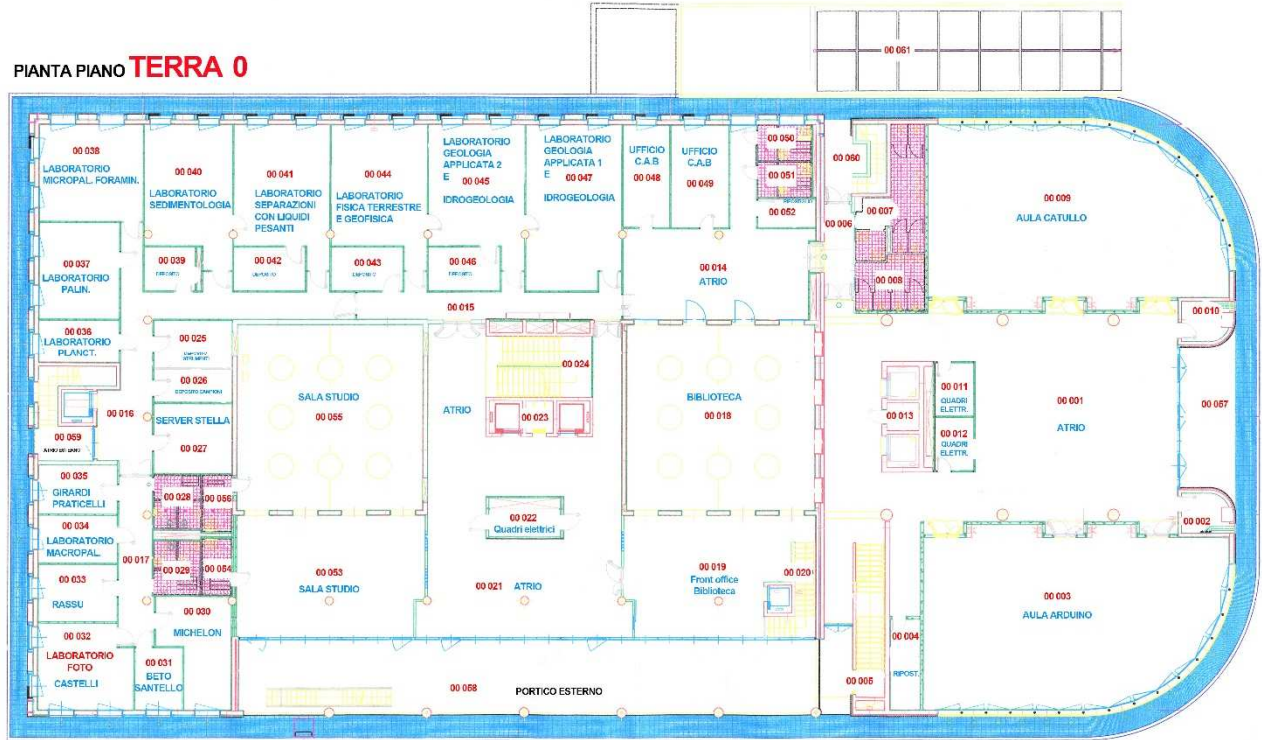 PIANTA PIANO TERRA 0
00 061
00 038
LABORATORIO
MICROPAL. FORAMIN.
00 040
LABORATORIO
SEDIMENTOLOGIA
00 041
LABORATORIO
SEPARAZIONI
CON LIQUIDI
PESANTI
00 044
LABORATORIO
FISICA TERRESTRE
E GEOFISICA
LABORATORIO
GEOLOGIA
APPLICATA 2
E
00 045
IDROGEOLOGIA
LABORATORIO
GEOLOGIA
APPLICATA 1
E
00 047
IDROGEOLOGIA
UFFICIO
C.A.B
00 048
UFFICIO
C.A.B
00 049
00 050
00 051
00 052
00 060
00 006
00 007
00 008
00 009
AULA CATULLO
00 037
LABORATORIO
PALIN.
00 039
DEPOSITO
00 042
DEPOSITO
00 043
DEPOSITO
00 046
DEPOSITO
00 014
ATRIO
00 015
00 010
00 036
LABORATORIO
PLANCT.
00 025
00 026
DEPOSITO CAMPIONI
00 016
SERVER STELLA
00 027
00 059
SALA STUDIO
00 055
ATRIO
00 024
00 023
BIBLIOTECA
00 018
00 013
00 011
QUADRI
ELETTR.
00 012
QUADRI
ELETTR.
00 001
ATRIO
00 057
00 035
GIRARDI
PRATICELLI
00 028
00 056
00 034
LABORATORIO
MACROPAL.
00 017
00 029
00 054
00 022
Quadri elettrici
00 002
00 033
RASSU
00 053
SALA STUDIO
00 021
ATRIO
00 019
Front office
Biblioteca
00 020
00 003
AULA ARDUINO
00 030
MICHELON
00 032
LABORATORIO
FOTO
CASTELLI
00 031
BETO
SANTELLO
00 004
RIPOST.
00 005
00 058
PORTICO ESTERNO